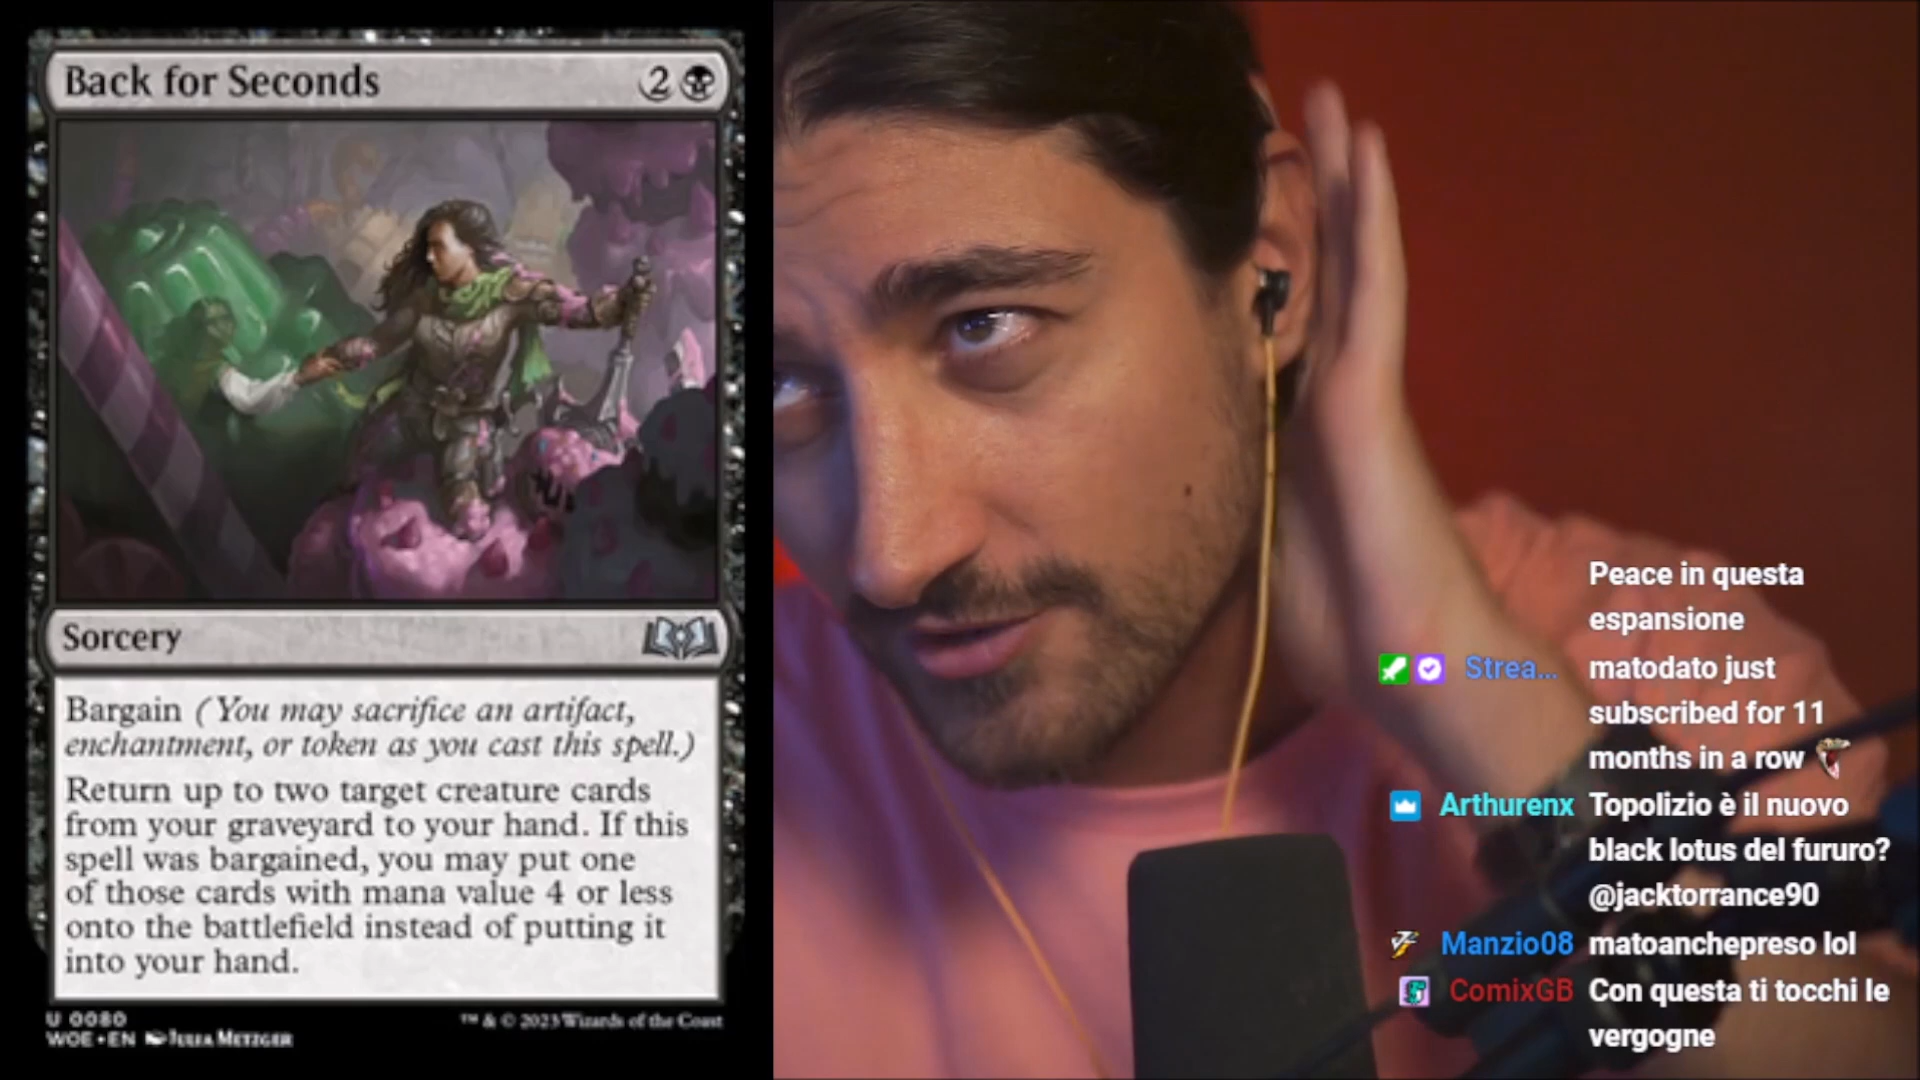 Back for Seconds
2
Sorcery
Bargain (You may sacrifice an artifact,
enchantment, or token as you cast this spell.)
Return up to two target creature cards
from your graveyard to your hand. If this
spell was bargained, you may put one
of those cards with mana value 4 or less
onto the battlefield instead of putting it
into your hand.
U 0080
WOE • EN Julia Metzger
™ & © 2023 Wizards of the Coast
Peace in questa
espansione
Strea... matodato just
subscribed for 11
months in a row
Arthurenx Topolizio è il nuovo
black lotus del fururo?
@jacktorrance90
Manzio08 matoanchepreso lol
ComixGB Con questa ti tocchi le
vergogne